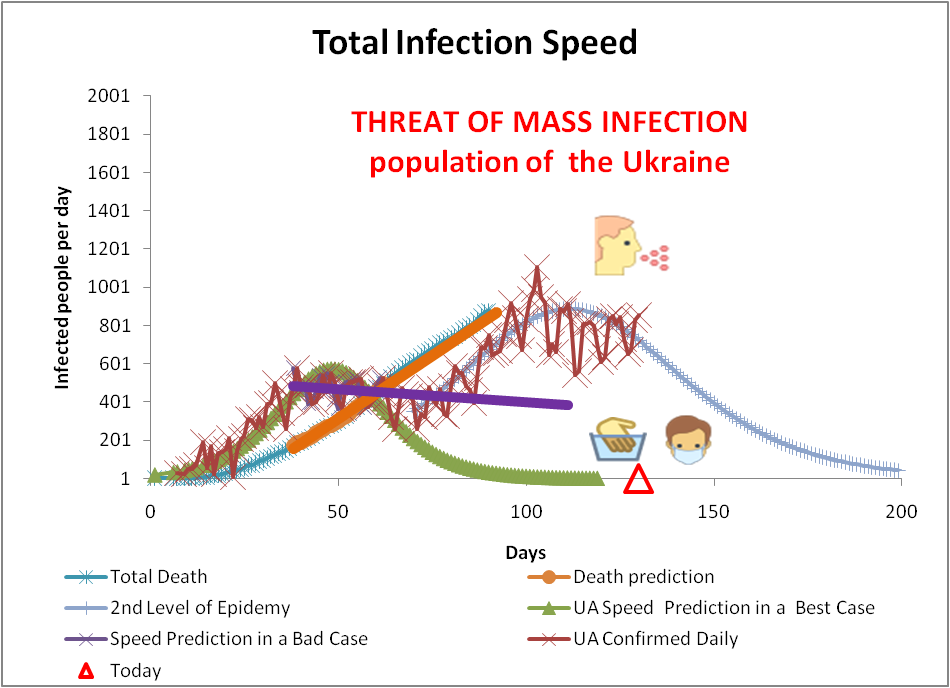 Total Infection Speed
THREAT OF MASS INFECTION
population of the Ukraine
Infected people per day
2001
1801
1601
1401
1201
1001
801
601
401
201
1
0 50 100 150 200
Days
Total Death Death prediction
2nd Level of Epidemy UA Speed Prediction in a Best Case
Speed Prediction in a Bad Case UA Confirmed Daily
Today